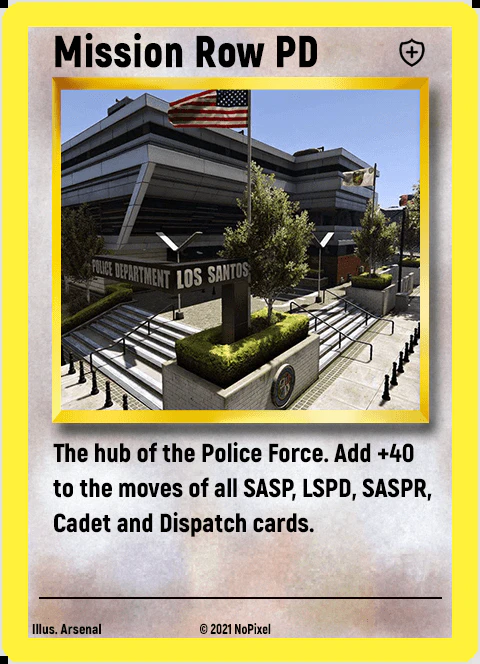 Mission Row PD
POLICE DEPARTMENT LOS SANTOS
The hub of the Police Force. Add +40
to the moves of all SASP, LSPD, SASPR,
Cadet and Dispatch cards.
Illus. Arsenal © 2021 NoPixel